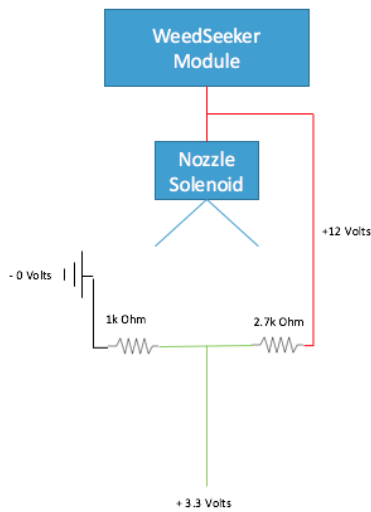 WeedSeeker
Module
Nozzle
Solenoid
+12 Volts
- 0 Volts
1k Ohm
2.7k Ohm
+ 3.3 Volts